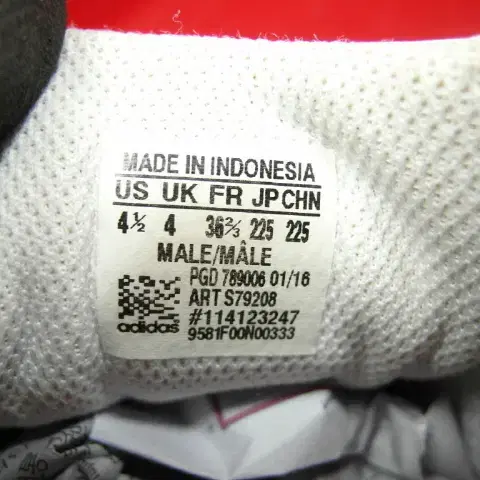 MADE IN INDONESIA
US UK FR JP CHN
4½ 4 36⅔ 225 225
MALE/MÂLE
PGD 789006 01/16
ART S79208
#114123247
adidas 9581F00N00333